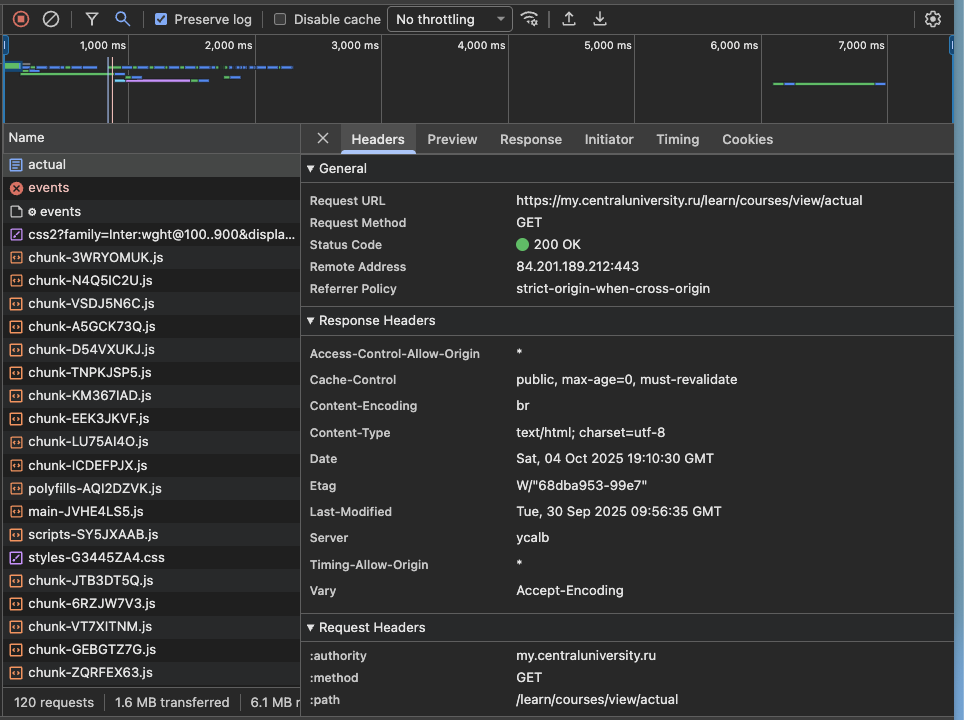 Preserve log
Disable cache
No throttling
1,000 ms
2,000 ms
3,000 ms
4,000 ms
5,000 ms
6,000 ms
7,000 ms
Name
actual
events
events
css2?family=Inter:wght@100..900&displa...
chunk-3WRYOMUK.js
chunk-N4Q5IC2U.js
chunk-VSDJ5N6C.js
chunk-A5GCK73Q.js
chunk-D54VXUKJ.js
chunk-TNPKJSP5.js
chunk-KM367IAD.js
chunk-EEK3JKVF.js
chunk-LU75AI4O.js
chunk-ICDEFPJX.js
polyfills-AQI2DZVK.js
main-JVHE4LS5.js
scripts-SY5JXAAB.js
styles-G3445ZA4.css
chunk-JTB3DT5Q.js
chunk-6RZJW7V3.js
chunk-VT7XITNM.js
chunk-GEBGTZ7G.js
chunk-ZQRFEX63.js
120 requests
1.6 MB transferred
6.1 MB r
Headers
Preview
Response
Initiator
Timing
Cookies
General
Request URL https://my.centraluniversity.ru/learn/courses/view/actual
Request Method GET
Status Code 200 OK
Remote Address 84.201.189.212:443
Referrer Policy strict-origin-when-cross-origin
Response Headers
Access-Control-Allow-Origin *
Cache-Control public, max-age=0, must-revalidate
Content-Encoding br
Content-Type text/html; charset=utf-8
Date Sat, 04 Oct 2025 19:10:30 GMT
Etag W/"68dba953-99e7"
Last-Modified Tue, 30 Sep 2025 09:56:35 GMT
Server ycalb
Timing-Allow-Origin *
Vary Accept-Encoding
Request Headers
:authority my.centraluniversity.ru
:method GET
:path /learn/courses/view/actual